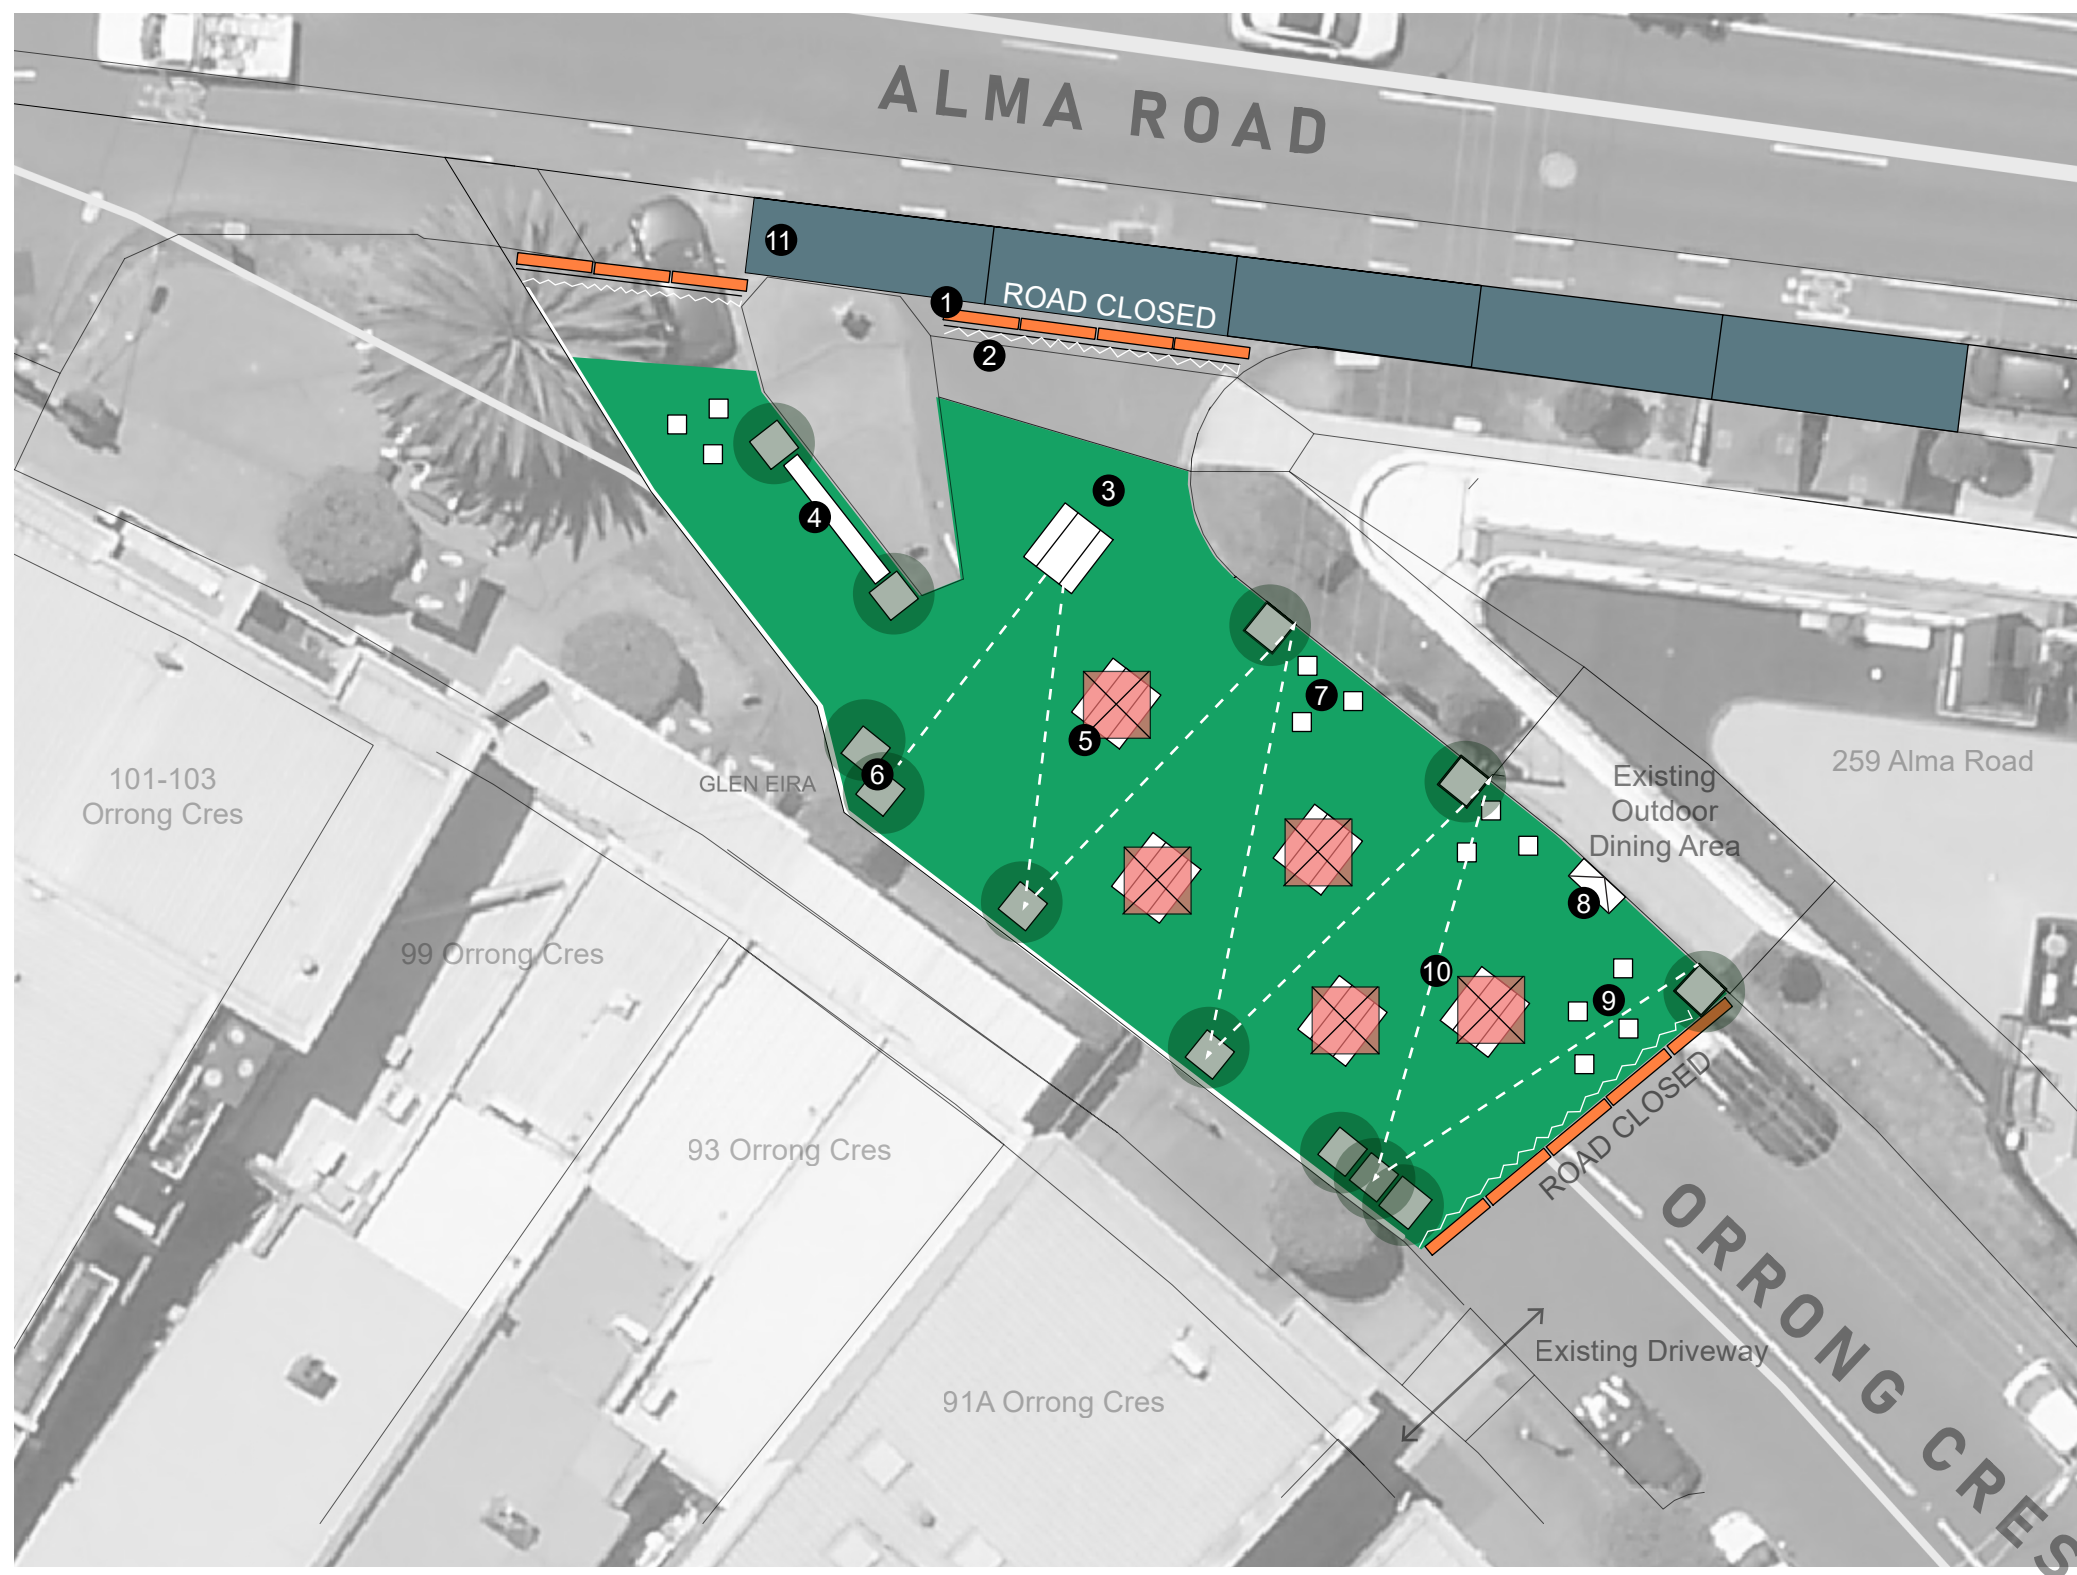 ALMA ROAD
11
1
ROAD CLOSED
2
3
4
7
5
6
GLEN EIRA
101-103
Orrong Cres
259 Alma Road
Existing
Outdoor
Dining Area
8
99 Orrong Cres
10
9
ROAD CLOSED
93 Orrong Cres
ORRONG CRES
Existing Driveway
91A Orrong Cres